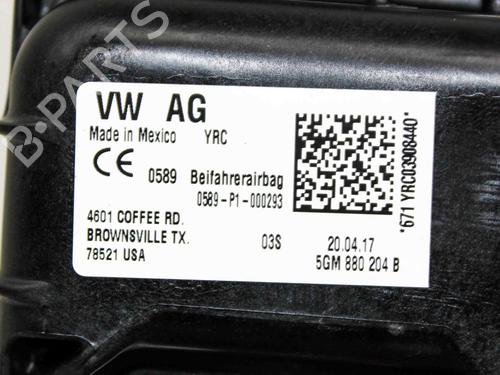 B-PARTS
VW AG
Made in Mexico YRC
CE 0589 Beifahrerairbag
0589-P1-000293
4601 COFFEE RD.
BROWNSVILLE TX. 03S 20.04.17
78521 USA 5GM 880 204 B
*671 YRC03908440*